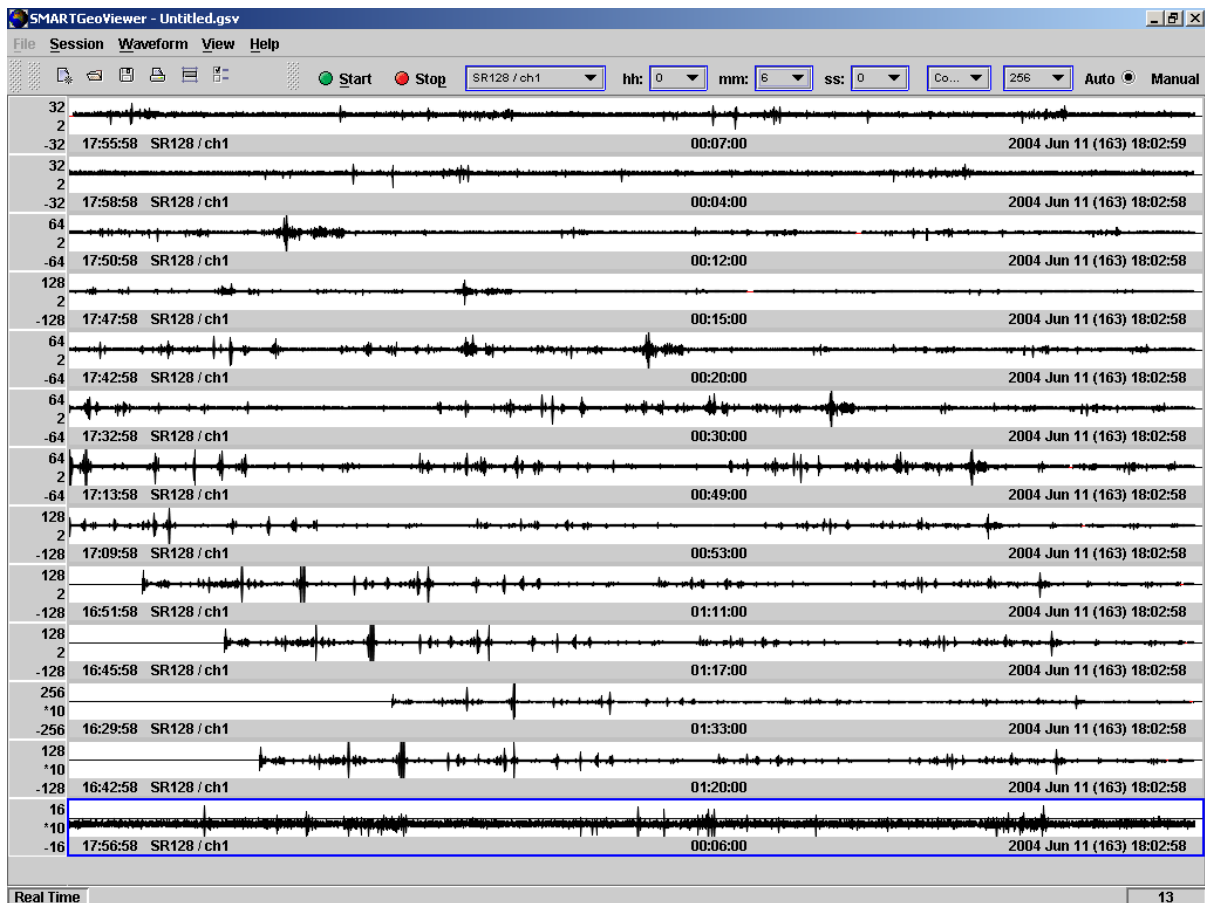 SMARTGeoViewer - Untitled.gsv
File Session Waveform View Help
Start Stop SR128 / ch1 hh: 0 mm: 6 ss: 0 Co... 256 Auto Manual
32
2
-32 17:55:58 SR128 / ch1 00:07:00 2004 Jun 11 (163) 18:02:59
32
2
-32 17:58:58 SR128 / ch1 00:04:00 2004 Jun 11 (163) 18:02:58
64
2
-64 17:50:58 SR128 / ch1 00:12:00 2004 Jun 11 (163) 18:02:58
128
2
-128 17:47:58 SR128 / ch1 00:15:00 2004 Jun 11 (163) 18:02:58
64
2
-64 17:42:58 SR128 / ch1 00:20:00 2004 Jun 11 (163) 18:02:58
64
2
-64 17:32:58 SR128 / ch1 00:30:00 2004 Jun 11 (163) 18:02:58
64
2
-64 17:13:58 SR128 / ch1 00:49:00 2004 Jun 11 (163) 18:02:58
128
2
-128 17:09:58 SR128 / ch1 00:53:00 2004 Jun 11 (163) 18:02:58
128
2
-128 16:51:58 SR128 / ch1 01:11:00 2004 Jun 11 (163) 18:02:58
128
2
-128 16:45:58 SR128 / ch1 01:17:00 2004 Jun 11 (163) 18:02:58
256
*10
-256 16:29:58 SR128 / ch1 01:33:00 2004 Jun 11 (163) 18:02:58
128
*10
-128 16:42:58 SR128 / ch1 01:20:00 2004 Jun 11 (163) 18:02:58
16
*10
-16 17:56:58 SR128 / ch1 00:06:00 2004 Jun 11 (163) 18:02:58
Real Time 13